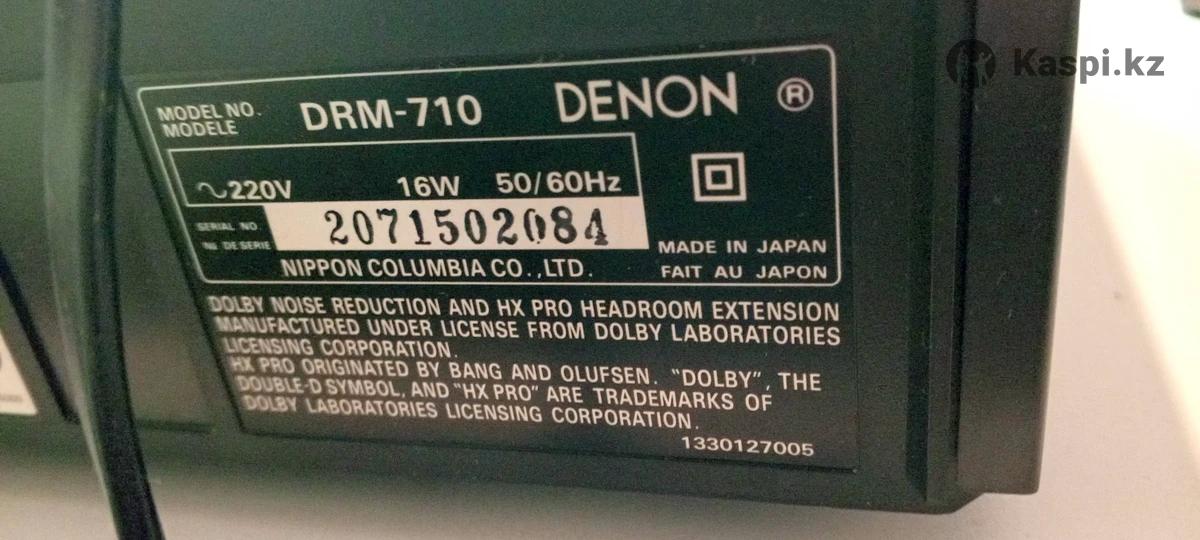 Kaspi.kz
MODEL NO.
MODELE
DRM-710
DENON ®
~220V 16W 50/60Hz
SERIAL NO.
No DE SERIE
2071502084
NIPPON COLUMBIA CO.,LTD.
MADE IN JAPAN
FAIT AU JAPON
DOLBY NOISE REDUCTION AND HX PRO HEADROOM EXTENSION
MANUFACTURED UNDER LICENSE FROM DOLBY LABORATORIES
LICENSING CORPORATION.
HX PRO ORIGINATED BY BANG AND OLUFSEN. "DOLBY", THE
DOUBLE-D SYMBOL, AND "HX PRO" ARE TRADEMARKS OF
DOLBY LABORATORIES LICENSING CORPORATION.
1330127005